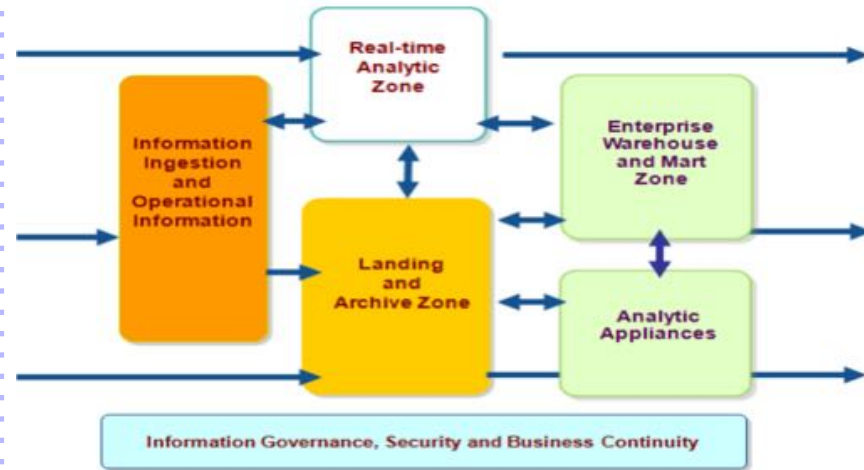 Real-time
Analytic
Zone
Information
Ingestion
and
Operational
Information
Enterprise
Warehouse
and Mart
Zone
Landing
and
Archive Zone
Analytic
Appliances
Information Governance, Security and Business Continuity